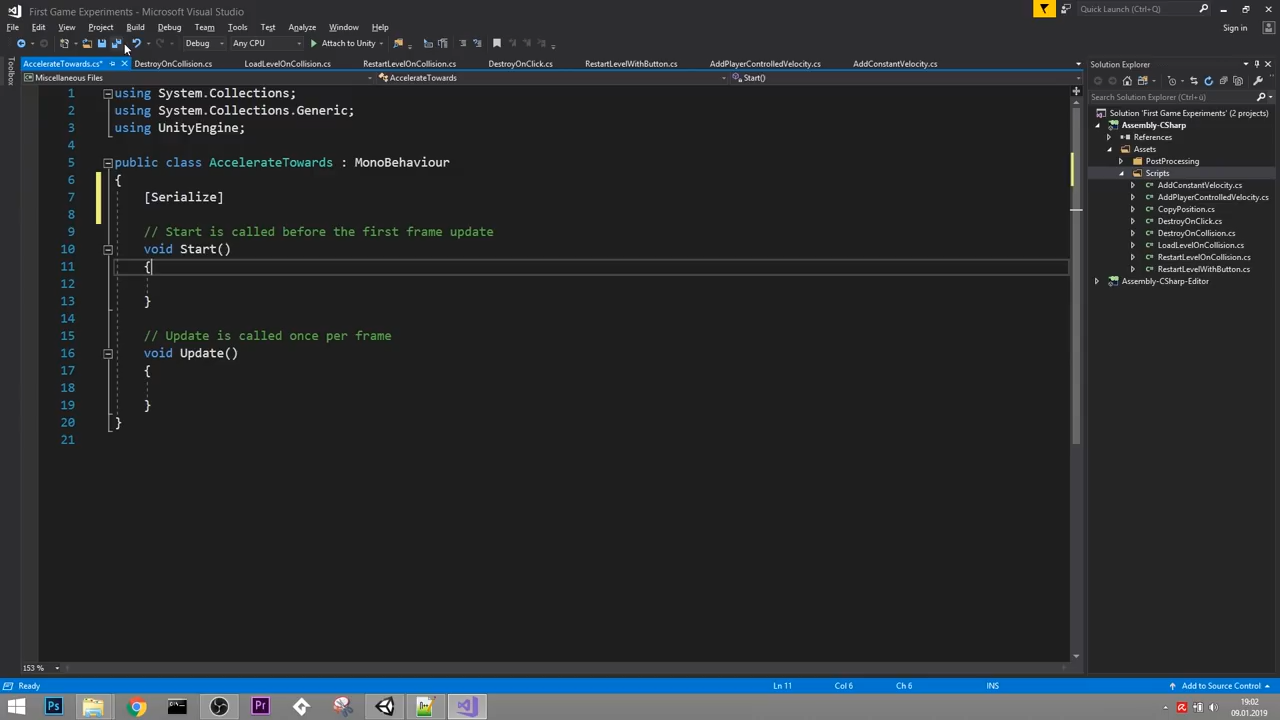 First Game Experiments - Microsoft Visual Studio
Quick Launch (Ctrl+Q)
File Edit View Project Build Debug Team Tools Test Analyze Window Help
Sign in
Debug Any CPU Attach to Unity
Toolbox
AccelerateTowards.cs* DestroyOnCollision.cs LoadLevelOnCollision.cs RestartLevelOnCollision.cs DestroyOnClick.cs RestartLevelWithButton.cs AddPlayerControlledVelocity.cs AddConstantVelocity.cs
Miscellaneous Files AccelerateTowards Start()
1 using System.Collections;
2 using System.Collections.Generic;
3 using UnityEngine;
4
5 public class AccelerateTowards : MonoBehaviour
6 {
7 [Serialize]
8
9 // Start is called before the first frame update
10 void Start()
11 {
12
13 }
14
15 // Update is called once per frame
16 void Update()
17 {
18
19 }
20 }
21
153 %
Solution Explorer
Search Solution Explorer (Ctrl+ü)
Solution 'First Game Experiments' (2 projects)
Assembly-CSharp
References
Assets
PostProcessing
Scripts
AddConstantVelocity.cs
AddPlayerControlledVelocity.cs
CopyPosition.cs
DestroyOnClick.cs
DestroyOnCollision.cs
LoadLevelOnCollision.cs
RestartLevelOnCollision.cs
RestartLevelWithButton.cs
Assembly-CSharp-Editor
Ready Ln 11 Col 6 Ch 6 INS Add to Source Control
Ps Pr
19:02
09.01.2019